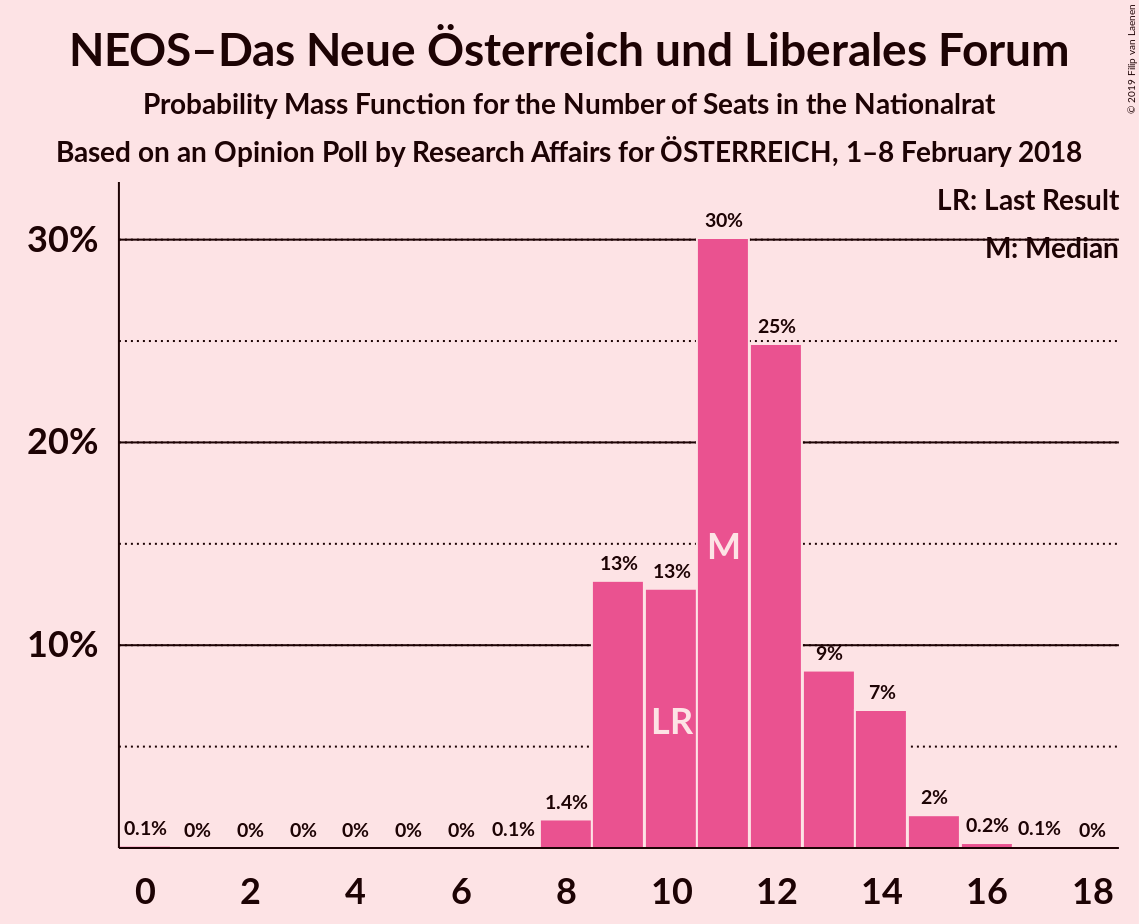 NEOS–Das Neue Österreich und Liberales Forum
Probability Mass Function for the Number of Seats in the Nationalrat
Based on an Opinion Poll by Research Affairs for ÖSTERREICH, 1–8 February 2018
© 2019 Filip van Laenen
LR: Last Result
M: Median
30%
20%
10%
0.1% 0% 0% 0% 0% 0% 0% 0.1% 1.4% 13% 13% 30% 25% 9% 7% 2% 0.2% 0.1% 0%
M
LR
0 2 4 6 8 10 12 14 16 18